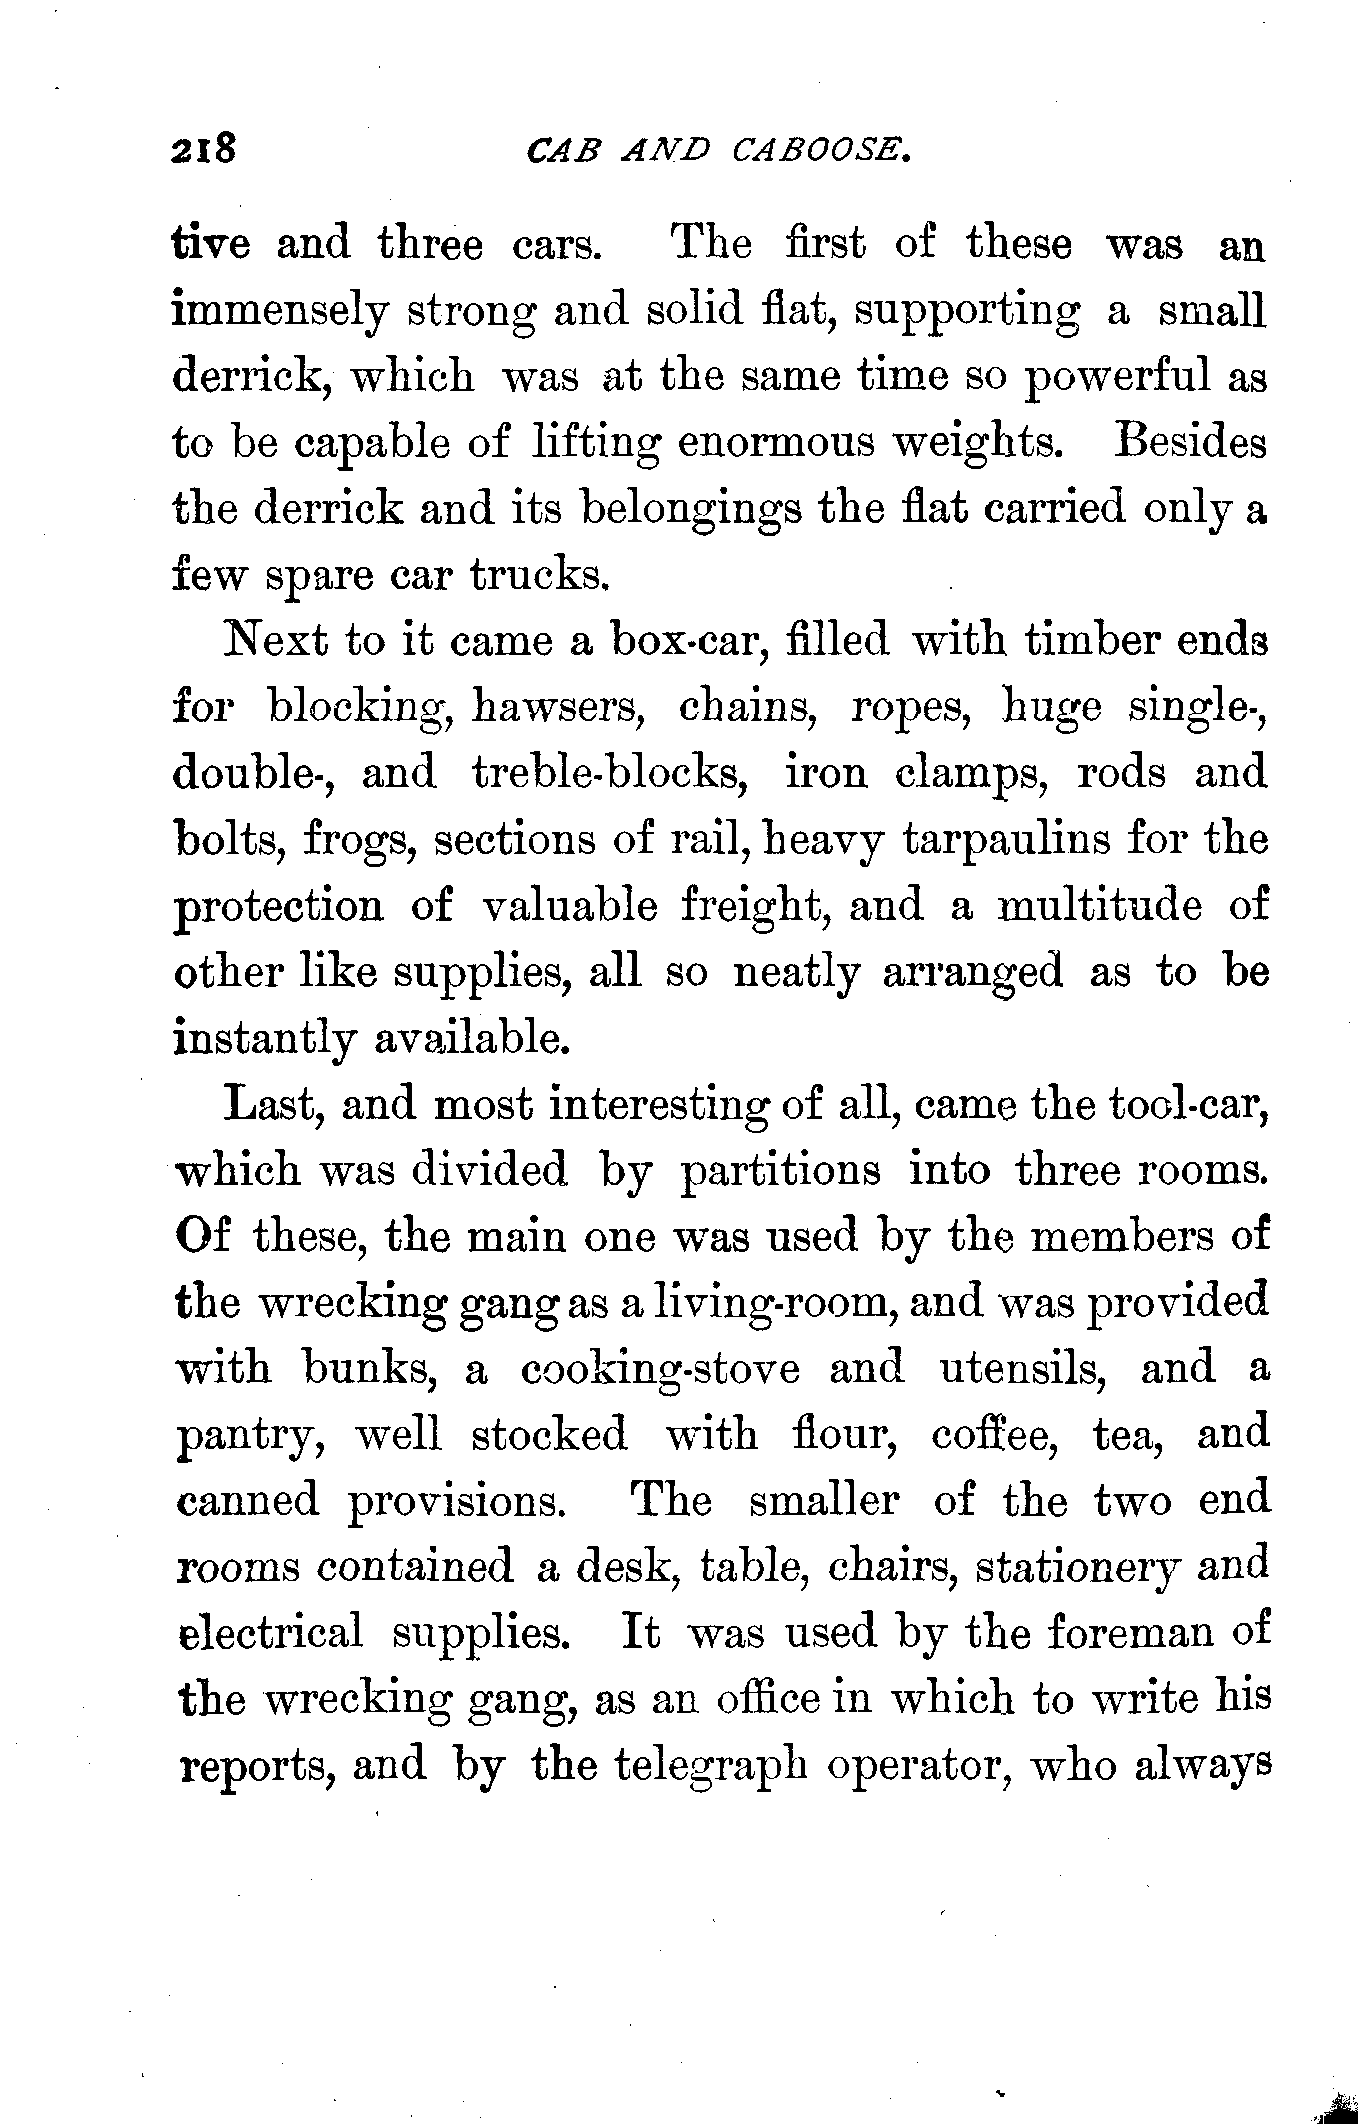 218 CAB AND CABOOSE.
tive and three cars. The first of these was an
immensely strong and solid flat, supporting a small
derrick, which was at the same time so powerful as
to be capable of lifting enormous weights. Besides
the derrick and its belongings the flat carried only a
few spare car trucks.
Next to it came a box-car, filled with timber ends
for blocking, hawsers, chains, ropes, huge single-,
double-, and treble-blocks, iron clamps, rods and
bolts, frogs, sections of rail, heavy tarpaulins for the
protection of valuable freight, and a multitude of
other like supplies, all so neatly arranged as to be
instantly available.
Last, and most interesting of all, came the tool-car,
which was divided by partitions into three rooms.
Of these, the main one was used by the members of
the wrecking gang as a living-room, and was provided
with bunks, a cooking-stove and utensils, and a
pantry, well stocked with flour, coffee, tea, and
canned provisions. The smaller of the two end
rooms contained a desk, table, chairs, stationery and
electrical supplies. It was used by the foreman of
the wrecking gang, as an office in which to write his
reports, and by the telegraph operator, who always